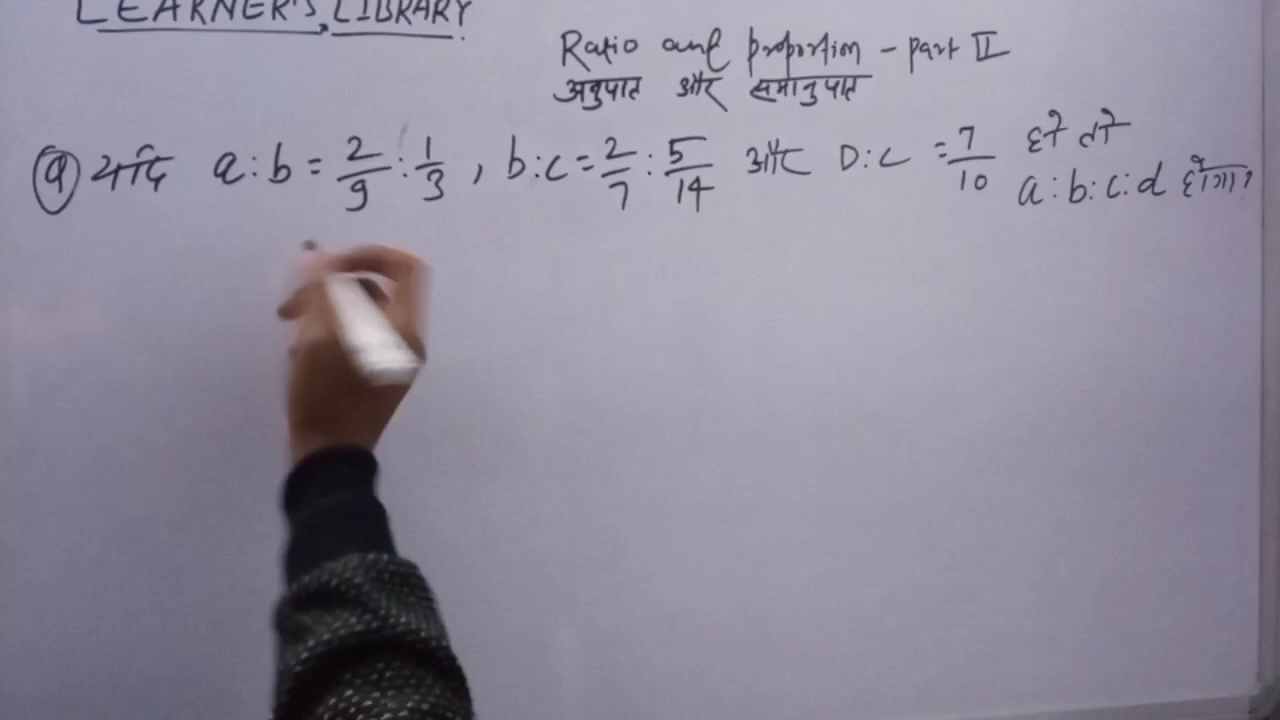 LEARNER'S LIBRARY.
Ratio and proportion - part II
अनुपात और समानुपात
Q यदि a:b = 2/9 : 1/3 , b:c = 2/7 : 5/14 और D:C = 7/10 है तो
a:b:c:d होगा